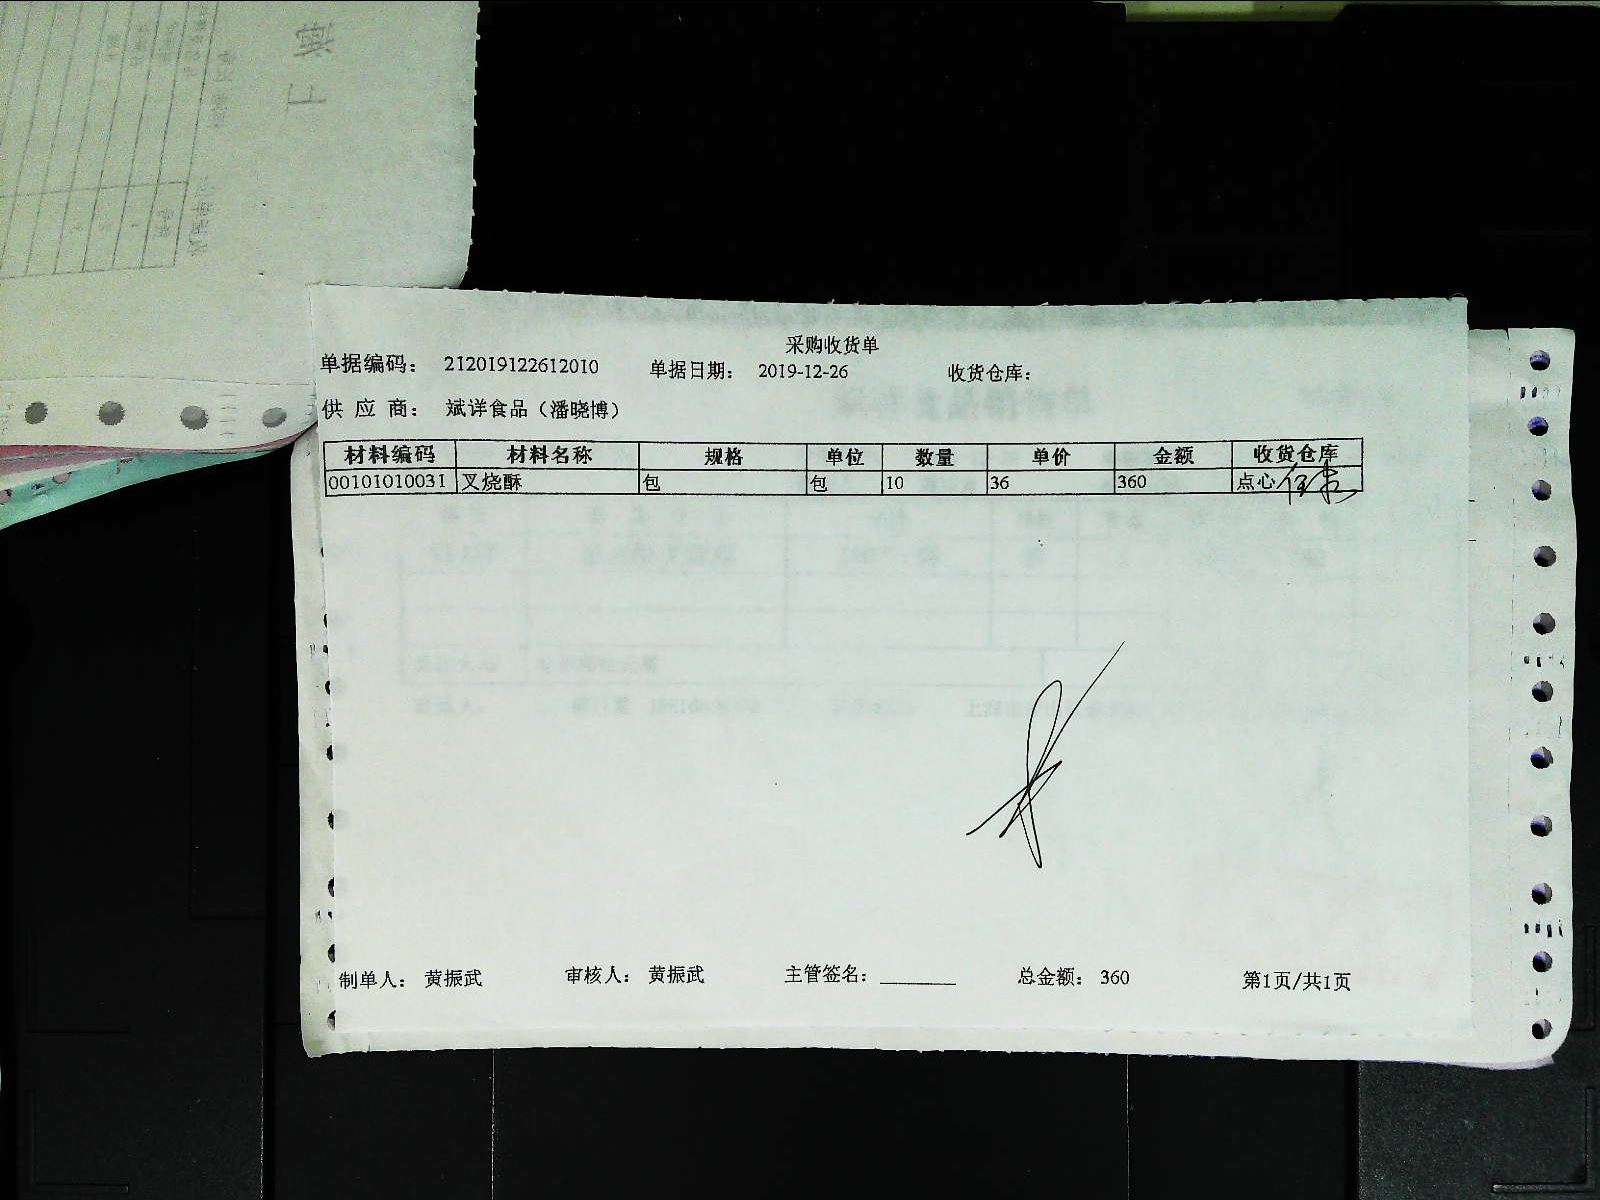 采购收货单
单据编码： 212019122612010 单据日期： 2019-12-26 收货仓库：
供 应 商： 斌详食品（潘晓博）
材料编码 材料名称 规格 单位 数量 单价 金额 收货仓库
00101010031 叉烧酥 包 包 10 36 360 点心
制单人： 黄振武 审核人： 黄振武 主管签名： 总金额： 360 第1页/共1页